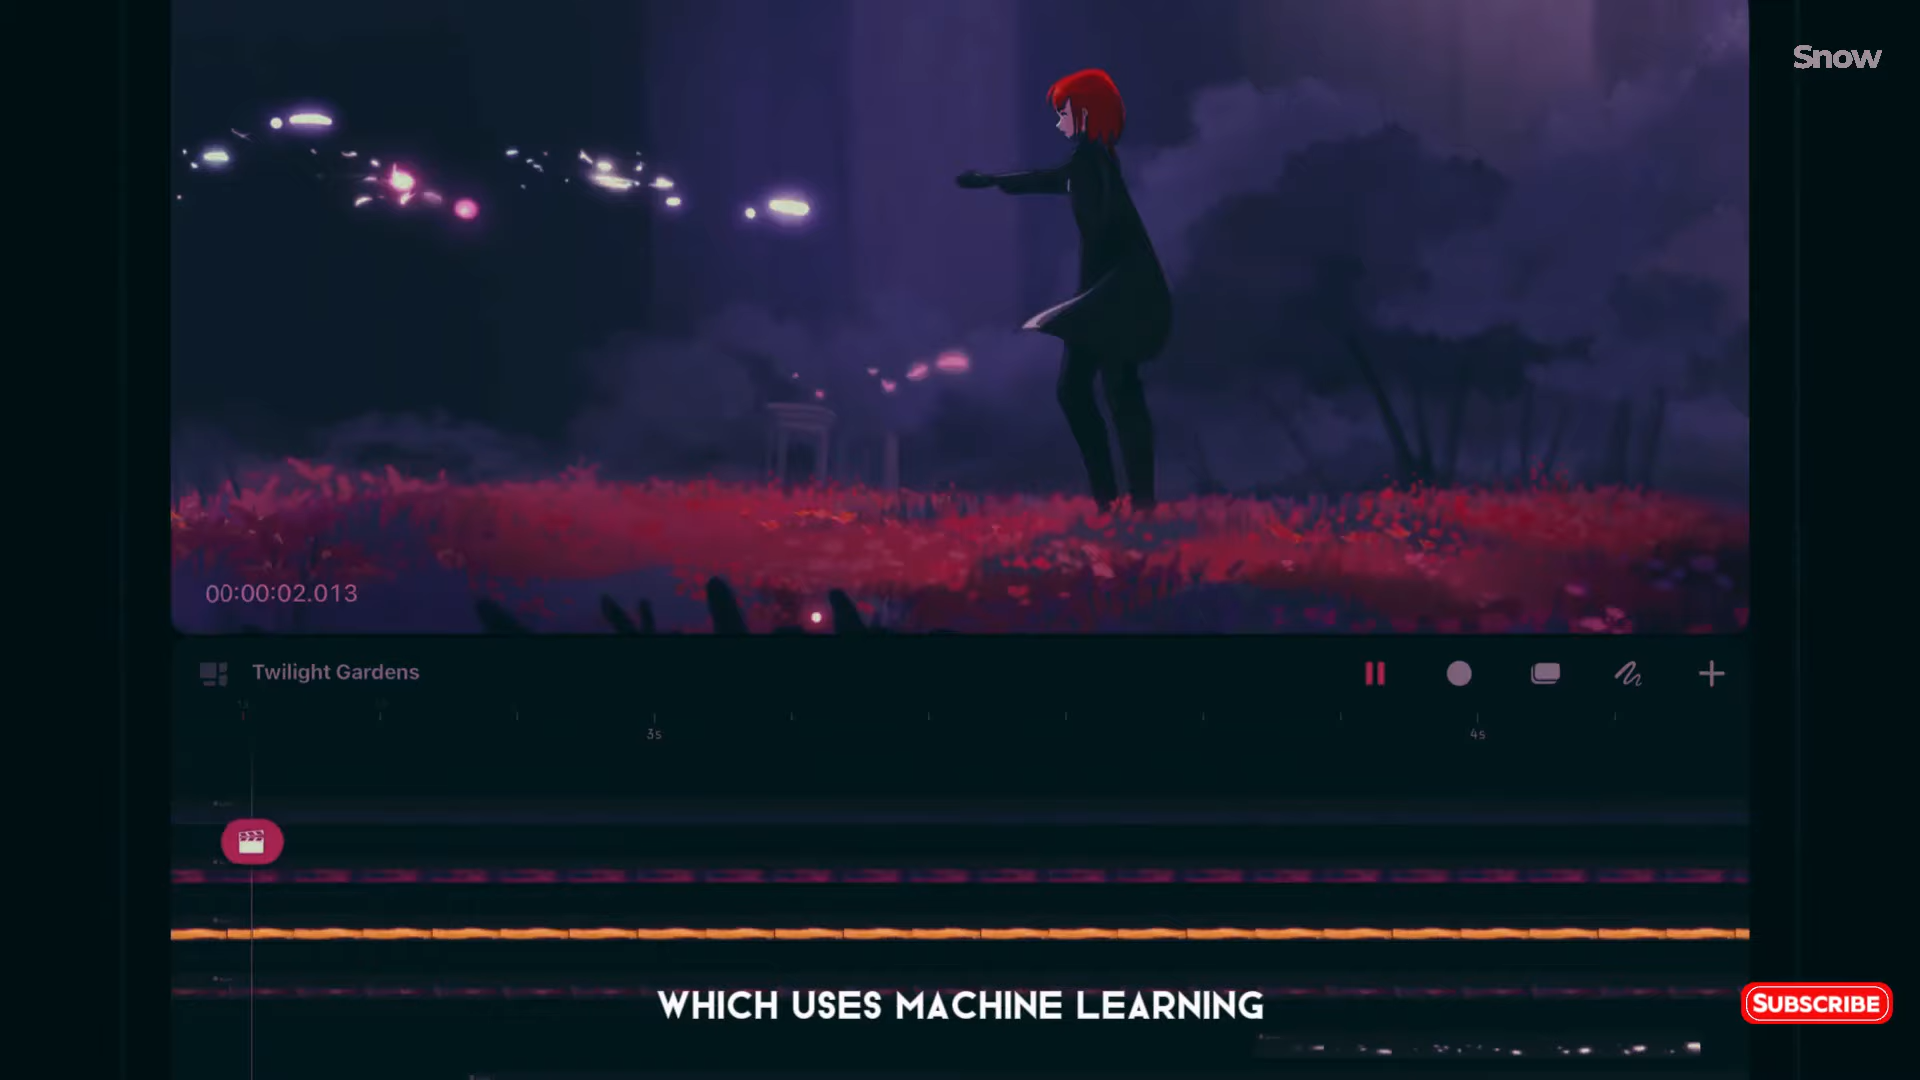 Snow
00:00:02.013
Twilight Gardens
3s
4s
WHICH USES MACHINE LEARNING
SUBSCRIBE